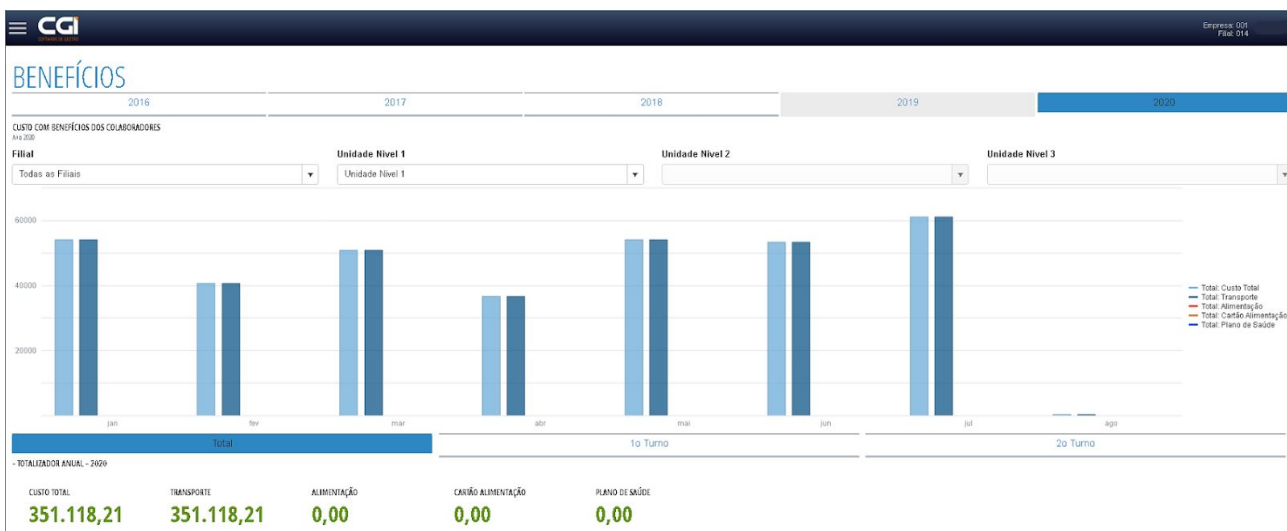 CGI
Empresa: 001
Filial: 014
BENEFÍCIOS
2016 2017 2018 2019 2020
CUSTO COM BENEFÍCIOS DOS COLABORADORES
Ano 2020
Filial Unidade Nivel 1 Unidade Nivel 2 Unidade Nivel 3
Todas as Filiais Unidade Nivel 1
60000
40000
20000
Total: Custo Total
Total: Transporte
Total: Alimentação
Total: Cartão Alimentação
Total: Plano de Saúde
jan fev mar abr mai jun jul ago
Total 1o Turno 2o Turno
- TOTALIZADOR ANUAL - 2020
CUSTO TOTAL TRANSPORTE ALIMENTAÇÃO CARTÃO ALIMENTAÇÃO PLANO DE SAÚDE
351.118,21 351.118,21 0,00 0,00 0,00